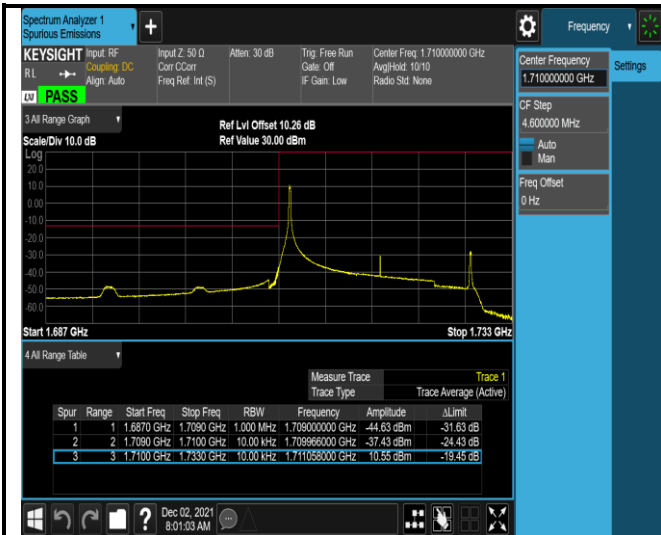 Spectrum Analyzer 1
Spurious Emissions
+
Frequency
KEYSIGHT
R L
Input: RF
Coupling: DC
Align: Auto
Input Z: 50 Ω
Corr CCorr
Freq Ref: Int (S)
Atten: 30 dB
Trig: Free Run
Gate: Off
IF Gain: Low
Center Freq: 1.710000000 GHz
Avg|Hold: 10/10
Radio Std: None
LXI PASS
Center Frequency
1.710000000 GHz
Settings
CF Step
4.600000 MHz
Auto
Man
Freq Offset
0 Hz
3 All Range Graph
Scale/Div 10.0 dB
Ref Lvl Offset 10.26 dB
Ref Value 30.00 dBm
Log
20.0
10.0
0.00
-10.0
-20.0
-30.0
-40.0
-50.0
-60.0
Start 1.687 GHz
Stop 1.733 GHz
4 All Range Table
Measure Trace Trace 1
Trace Type Trace Average (Active)
Spur Range Start Freq Stop Freq RBW Frequency Amplitude ΔLimit
1 1 1.6870 GHz 1.7090 GHz 1.000 MHz 1.709000000 GHz -44.63 dBm -31.63 dB
2 2 1.7090 GHz 1.7100 GHz 10.00 kHz 1.709966000 GHz -37.43 dBm -24.43 dB
3 3 1.7100 GHz 1.7330 GHz 10.00 kHz 1.711058000 GHz 10.55 dBm -19.45 dB
?
Dec 02, 2021
8:01:03 AM